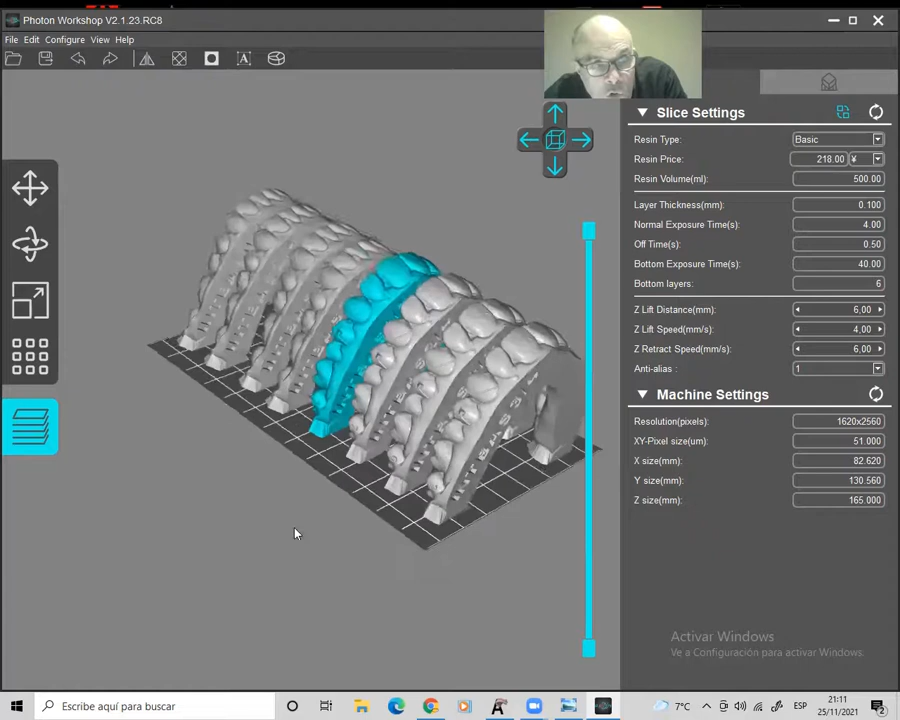 Photon Workshop V2.1.23.RC8
File Edit Configure View Help
A
Slice Settings
Resin Type: Basic
Resin Price: 218.00 ¥
Resin Volume(ml): 500.00
Layer Thickness(mm): 0.100
Normal Exposure Time(s): 4.00
Off Time(s): 0.50
Bottom Exposure Time(s): 40.00
Bottom layers: 6
Z Lift Distance(mm): 6,00
Z Lift Speed(mm/s): 4,00
Z Retract Speed(mm/s): 6,00
Anti-alias : 1
Machine Settings
Resolution(pixels): 1620x2560
XY-Pixel size(um): 51.000
X size(mm): 82.620
Y size(mm): 130.560
Z size(mm): 165.000
Activar Windows
Ve a Configuración para activar Windows.
Escribe aquí para buscar
7°C
ESP
21:11
25/11/2021
2